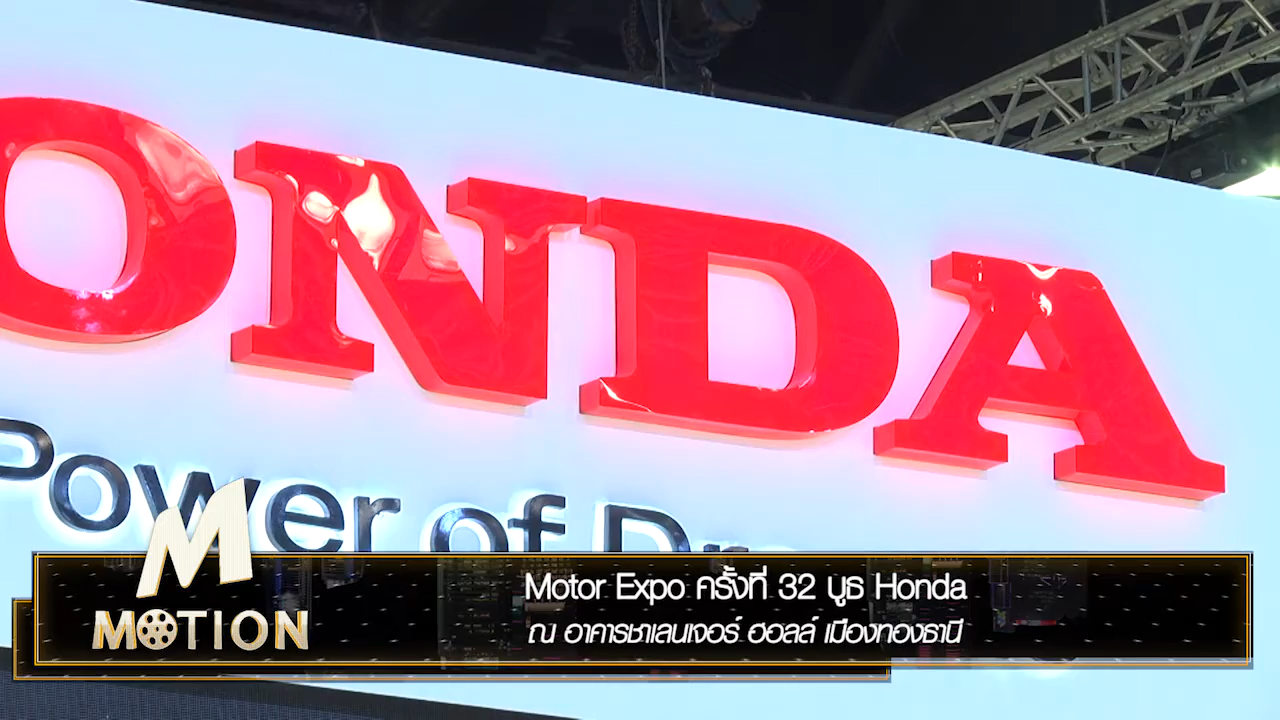 ONDA
Power of Dr
M
MOTION
Motor Expo ครั้งที่ 32 บูธ Honda
ณ อาคารชาเลนเจอร์ ฮอลล์ เมืองทองธานี